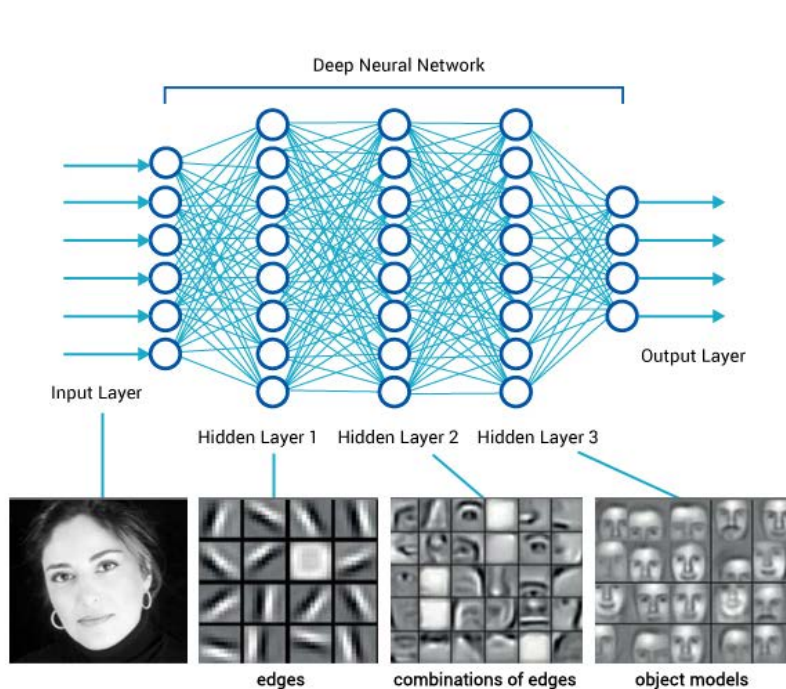 Deep Neural Network
Input Layer
Output Layer
Hidden Layer 1
Hidden Layer 2
Hidden Layer 3
edges
combinations of edges
object models